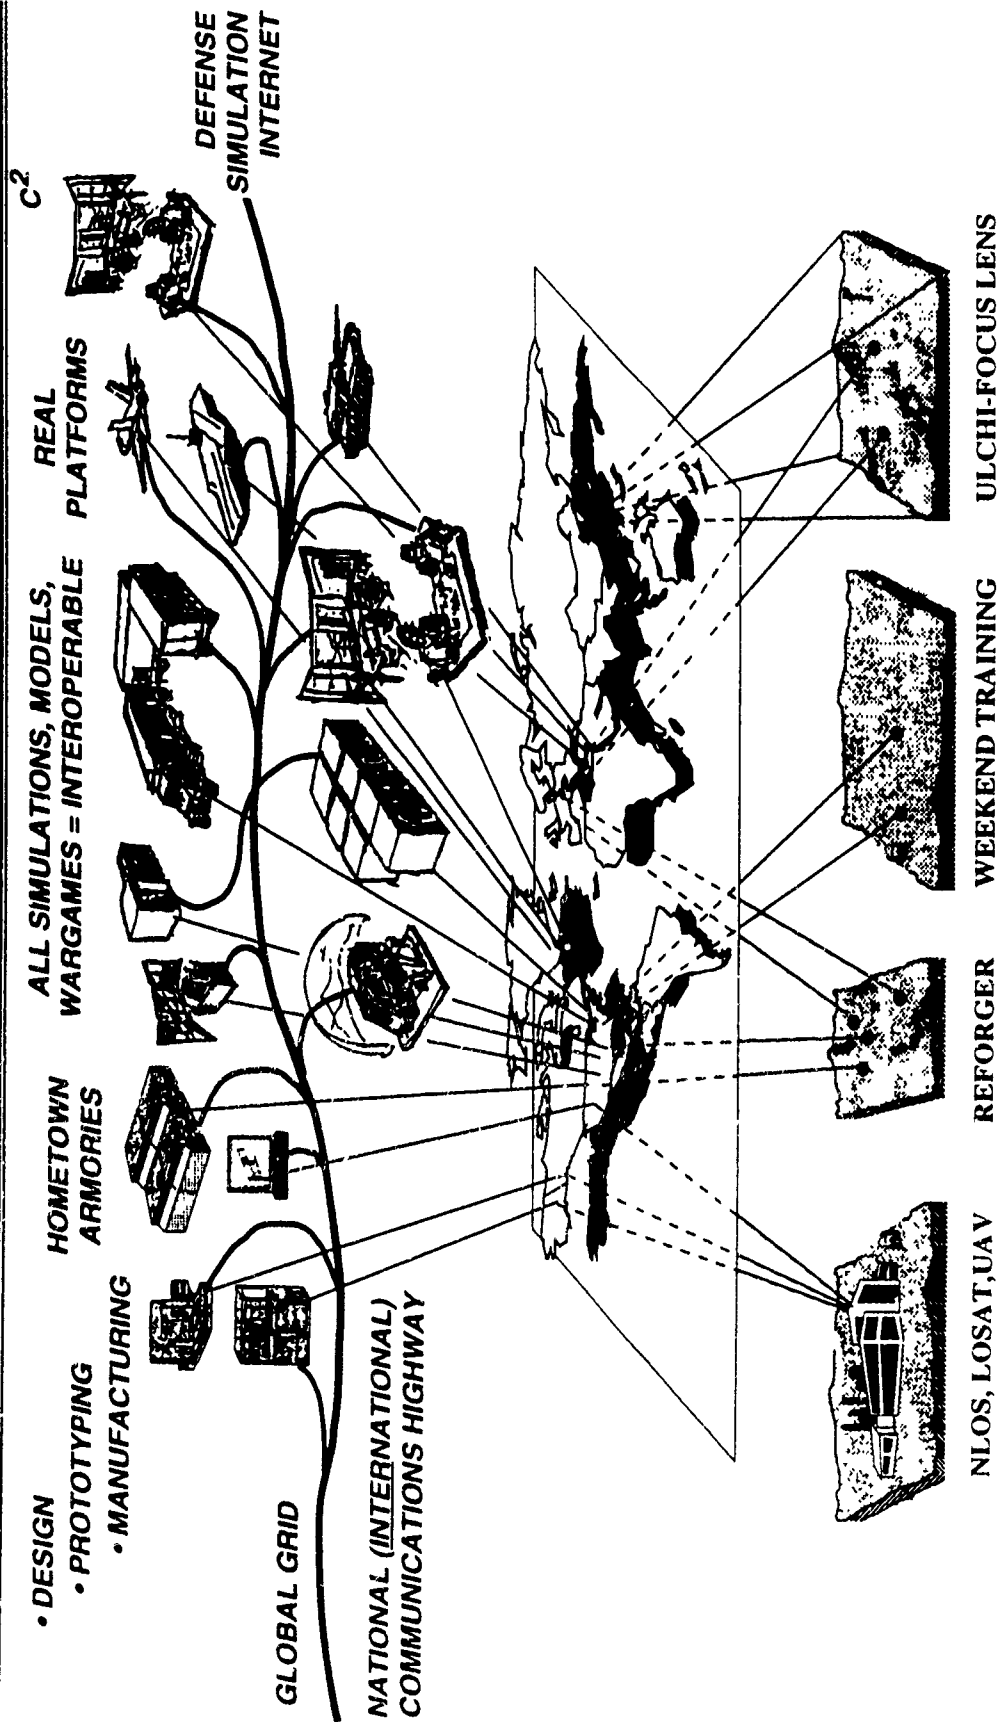 • DESIGN
• PROTOTYPING
• MANUFACTURING
HOMETOWN
ARMORIES
ALL SIMULATIONS, MODELS,
WARGAMES = INTEROPERABLE
REAL
PLATFORMS
C²
DEFENSE
SIMULATION
INTERNET
GLOBAL GRID
NATIONAL (INTERNATIONAL)
COMMUNICATIONS HIGHWAY
NLOS, LOSAT,UAV
REFORGER
WEEKEND TRAINING
ULCHI-FOCUS LENS